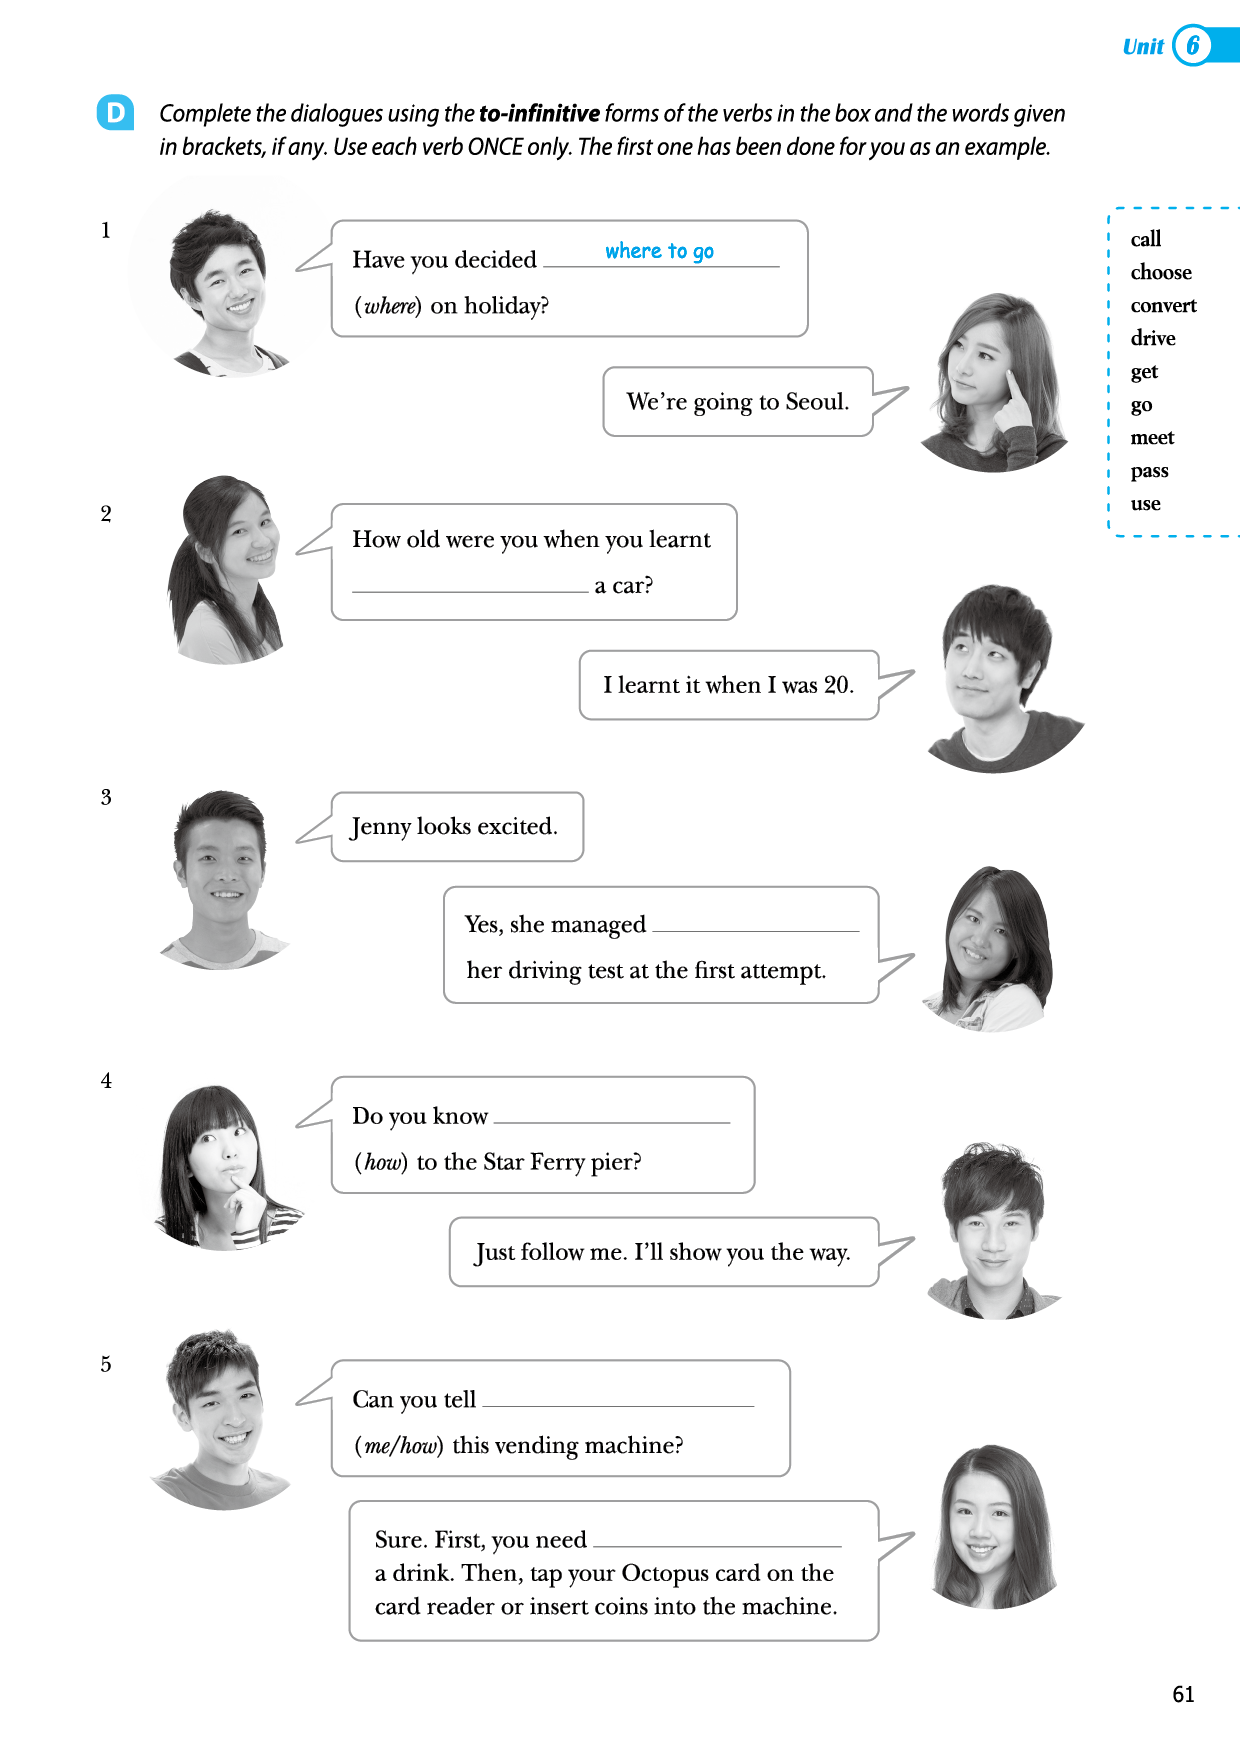 Unit 6
D Complete the dialogues using the to-infinitive forms of the verbs in the box and the words given
in brackets, if any. Use each verb ONCE only. The first one has been done for you as an example.
call
choose
convert
drive
get
go
meet
pass
use
1
Have you decided where to go
(where) on holiday?
We're going to Seoul.
2
How old were you when you learnt
a car?
I learnt it when I was 20.
3
Jenny looks excited.
Yes, she managed
her driving test at the first attempt.
4
Do you know
(how) to the Star Ferry pier?
Just follow me. I'll show you the way.
5
Can you tell
(me/how) this vending machine?
Sure. First, you need
a drink. Then, tap your Octopus card on the
card reader or insert coins into the machine.
61